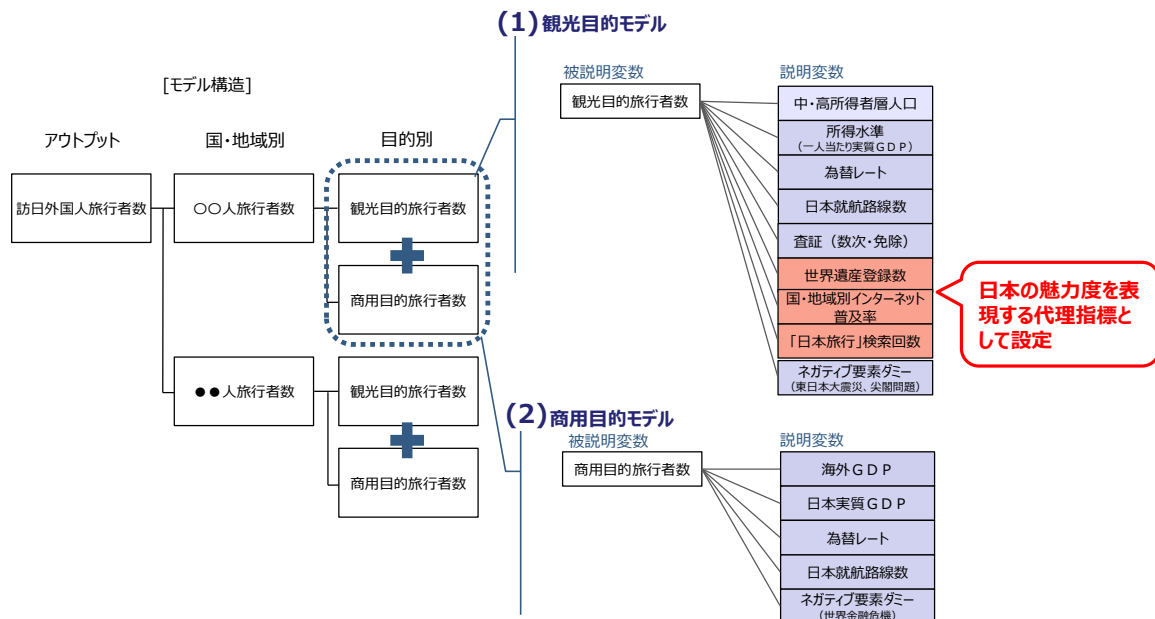 (1)観光目的モデル
[モデル構造]
アウトプット
国・地域別
目的別
訪日外国人旅行者数
〇〇人旅行者数
観光目的旅行者数
商用目的旅行者数
●●人旅行者数
観光目的旅行者数
商用目的旅行者数
被説明変数
説明変数
観光目的旅行者数
中・高所得者層人口
所得水準
(一人当たり実質GDP)
為替レート
日本就航路線数
査証(数次・免除)
世界遺産登録数
国・地域別インターネット
普及率
「日本旅行」検索回数
ネガティブ要素ダミー
(東日本大震災、尖閣問題)
日本の魅力度を表
現する代理指標と
して設定
(2)商用目的モデル
被説明変数
説明変数
商用目的旅行者数
海外GDP
日本実質GDP
為替レート
日本就航路線数
ネガティブ要素ダミー
(世界金融危機)